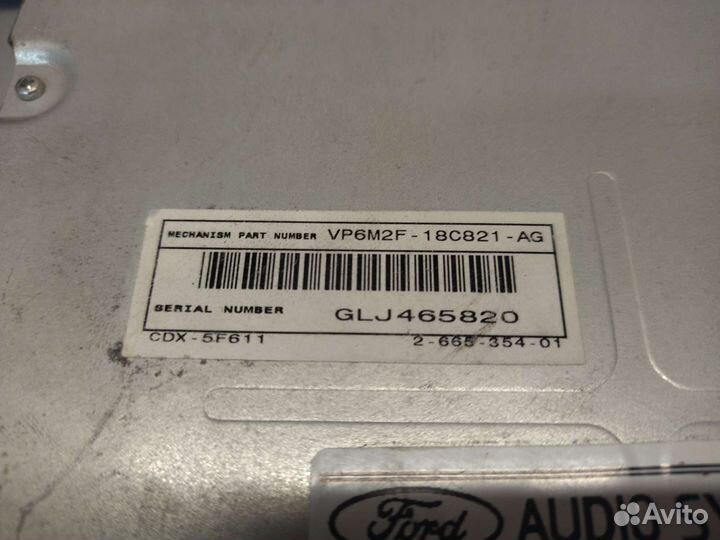 MECHANISM PART NUMBER VP6M2F-18C821-AG
SERIAL NUMBER GLJ465820
CDX-5F611 2-665-354-01
Ford AUDIO
Avito